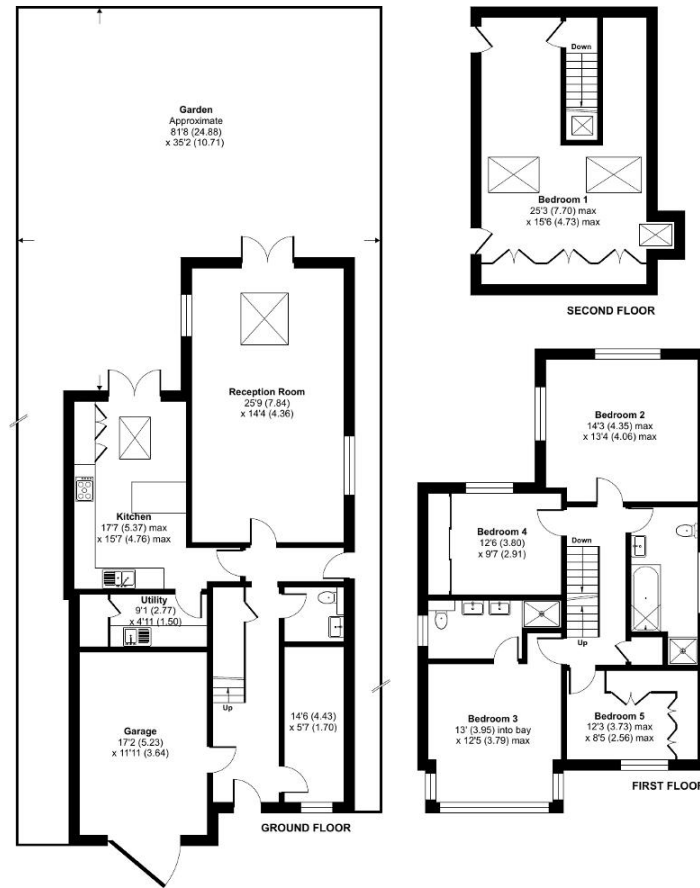 Garden
Approximate
81'8 (24.88)
x 35'2 (10.71)
Reception Room
25'9 (7.84)
x 14'4 (4.36)
Kitchen
17'7 (5.37) max
x 15'7 (4.76) max
Utility
9'1 (2.77)
x 4'11 (1.50)
Up
Garage
17'2 (5.23)
x 11'11 (3.64)
14'6 (4.43)
x 5'7 (1.70)
GROUND FLOOR
Down
Bedroom 1
25'3 (7.70) max
x 15'6 (4.73) max
SECOND FLOOR
Bedroom 2
14'3 (4.35) max
x 13'4 (4.06) max
Bedroom 4
12'6 (3.80)
x 9'7 (2.91)
Down
Up
Bedroom 3
13' (3.95) into bay
x 12'5 (3.79) max
Bedroom 5
12'3 (3.73) max
x 8'5 (2.56) max
FIRST FLOOR